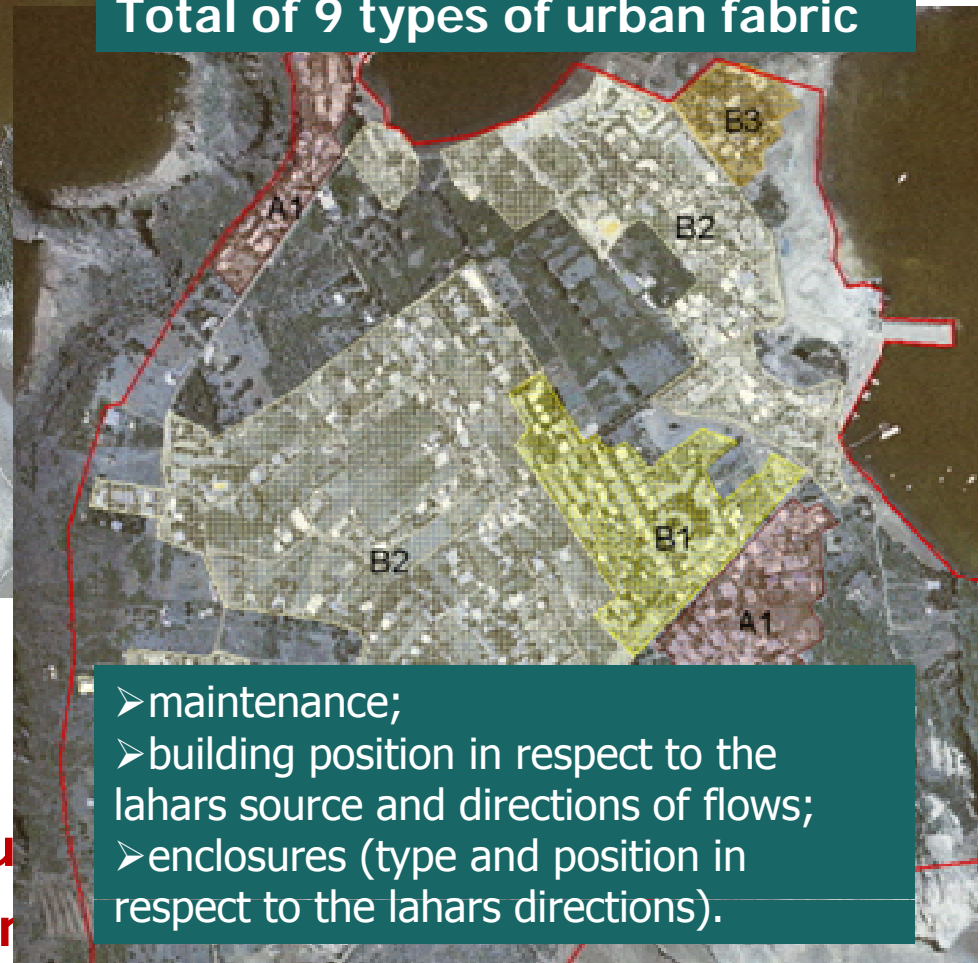 Total of 9 types of urban fabric
B3
A1
B2
B1
B2
A1
➢maintenance;
➢building position in respect to the
lahars source and directions of flows;
➢enclosures (type and position in
respect to the lahars directions).